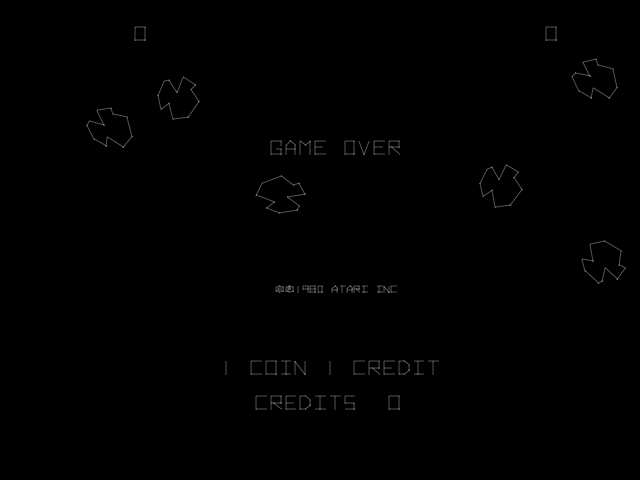 0 0
GAME OVER
©℗1980 ATARI INC
1 COIN 1 CREDIT
CREDITS 0